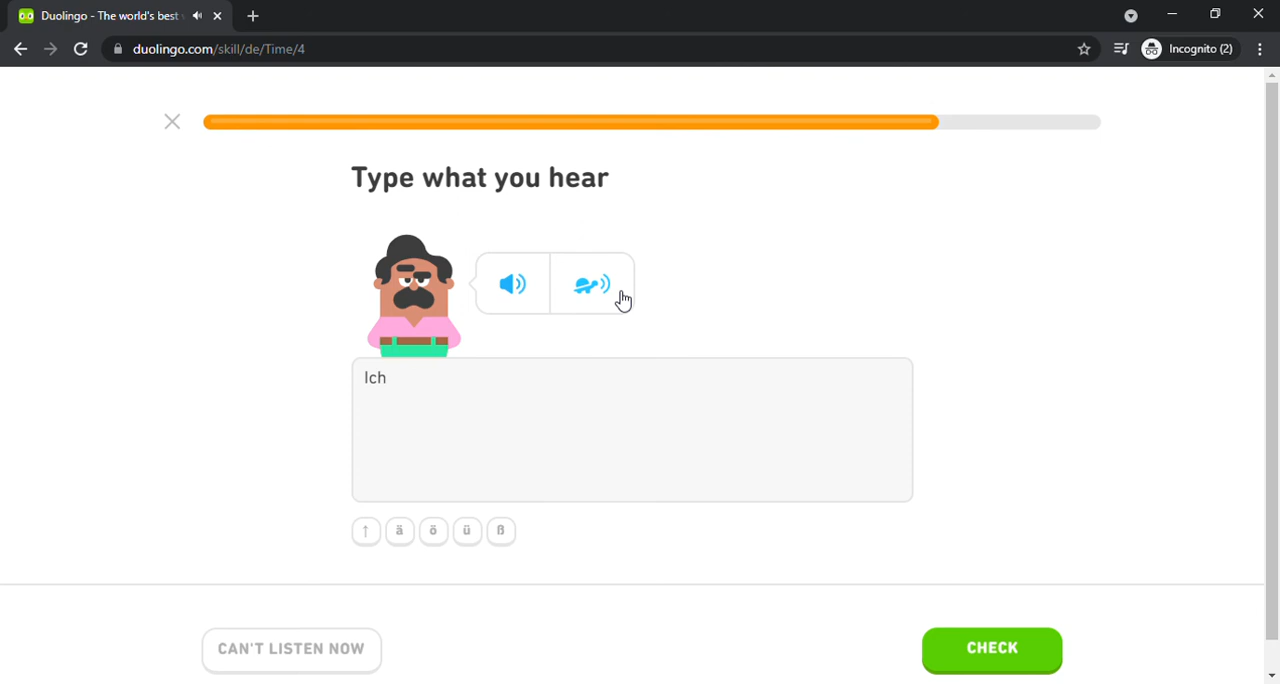 Duolingo - The world's best
duolingo.com/skill/de/Time/4
Incognito (2)
Type what you hear
Ich
↑ ä ö ü ß
CAN'T LISTEN NOW
CHECK